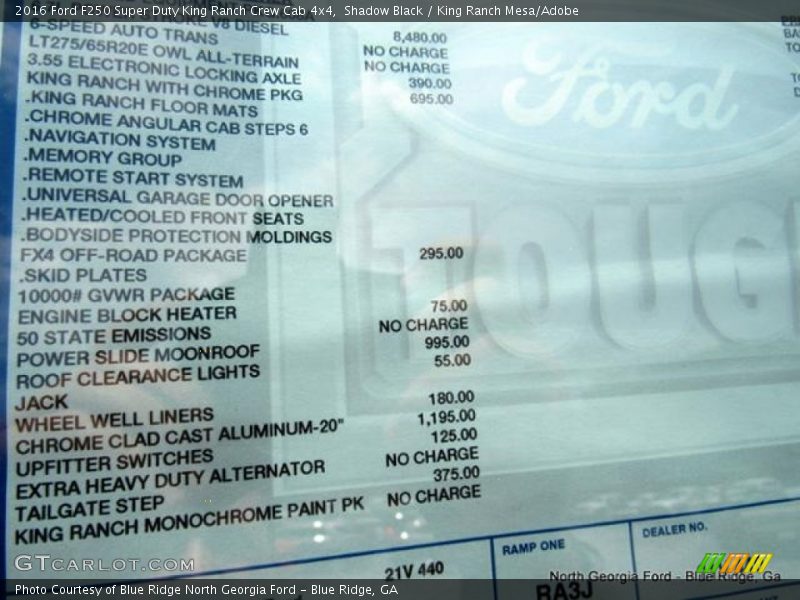 2016 Ford F250 Super Duty King Ranch Crew Cab 4x4, Shadow Black / King Ranch Mesa/Adobe
V8 DIESEL 8,480.00
6-SPEED AUTO TRANS NO CHARGE
LT275/65R20E OWL ALL-TERRAIN NO CHARGE
3.55 ELECTRONIC LOCKING AXLE 390.00
KING RANCH WITH CHROME PKG 695.00
.KING RANCH FLOOR MATS
.CHROME ANGULAR CAB STEPS 6
.NAVIGATION SYSTEM
.MEMORY GROUP
.REMOTE START SYSTEM
.UNIVERSAL GARAGE DOOR OPENER
.HEATED/COOLED FRONT SEATS
.BODYSIDE PROTECTION MOLDINGS
FX4 OFF-ROAD PACKAGE 295.00
.SKID PLATES
10000# GVWR PACKAGE
ENGINE BLOCK HEATER 75.00
50 STATE EMISSIONS NO CHARGE
POWER SLIDE MOONROOF 995.00
ROOF CLEARANCE LIGHTS 55.00
JACK
WHEEL WELL LINERS 180.00
CHROME CLAD CAST ALUMINUM-20" 1,195.00
UPFITTER SWITCHES 125.00
EXTRA HEAVY DUTY ALTERNATOR NO CHARGE
TAILGATE STEP 375.00
KING RANCH MONOCHROME PAINT PK NO CHARGE
Ford
TOUG
21V 440
RAMP ONE
RA3J
DEALER NO.
GTCARLOT.COM
North Georgia Ford - Blue Ridge, Ga
Photo Courtesy of Blue Ridge North Georgia Ford – Blue Ridge, GA